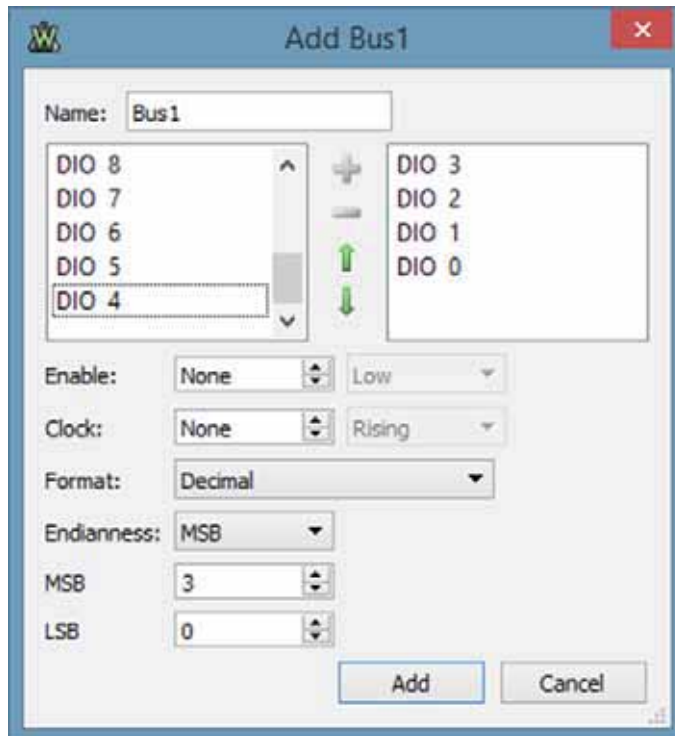 Add Bus1
Name: Bus1
DIO 8
DIO 7
DIO 6
DIO 5
DIO 4
DIO 3
DIO 2
DIO 1
DIO 0
Enable: None Low
Clock: None Rising
Format: Decimal
Endianness: MSB
MSB 3
LSB 0
Add Cancel